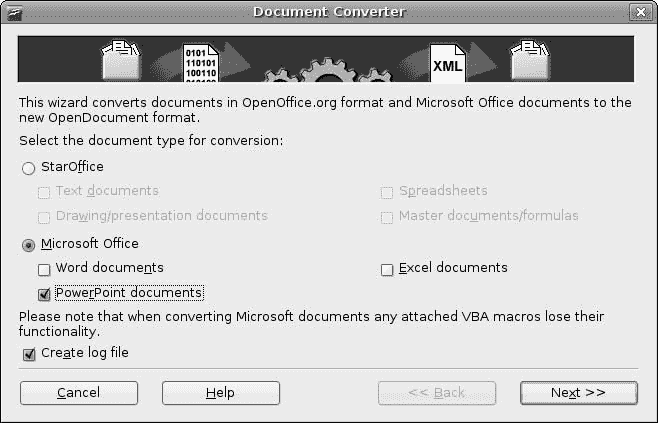 Document Converter
0101
110101
100110
XML
This wizard converts documents in OpenOffice.org format and Microsoft Office documents to the
new OpenDocument format.
Select the document type for conversion:
StarOffice
Text documents Spreadsheets
Drawing/presentation documents Master documents/formulas
Microsoft Office
Word documents Excel documents
PowerPoint documents
Please note that when converting Microsoft documents any attached VBA macros lose their
functionality.
Create log file
Cancel Help << Back Next >>